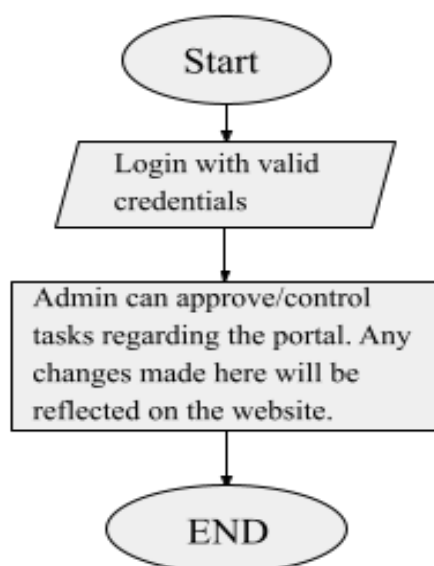 Start
Login with valid
credentials
Admin can approve/control
tasks regarding the portal. Any
changes made here will be
reflected on the website.
END